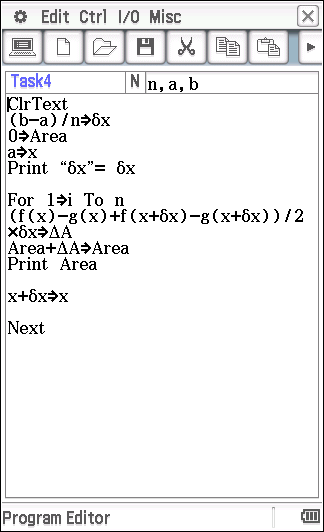 Edit Ctrl I/O Misc
Task4 N n,a,b
ClrText
(b−a)/n⇒δx
0⇒Area
a⇒x
Print “δx”= δx
For 1⇒i To n
(f(x)−g(x)+f(x+δx)−g(x+δx))/2
×δx⇒ΔA
Area+ΔA⇒Area
Print Area
x+δx⇒x
Next
Program Editor